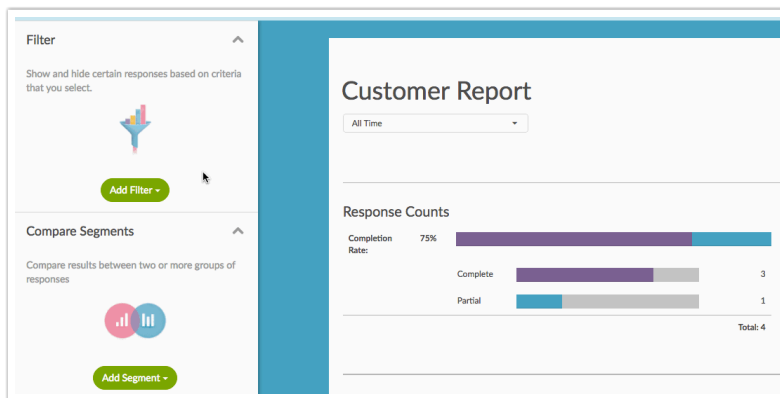 Filter
Show and hide certain responses based on criteria
that you select.
Add Filter
Compare Segments
Compare results between two or more groups of
responses
Add Segment
Customer Report
All Time
Response Counts
Completion Rate: 75%
Complete 3
Partial 1
Total: 4